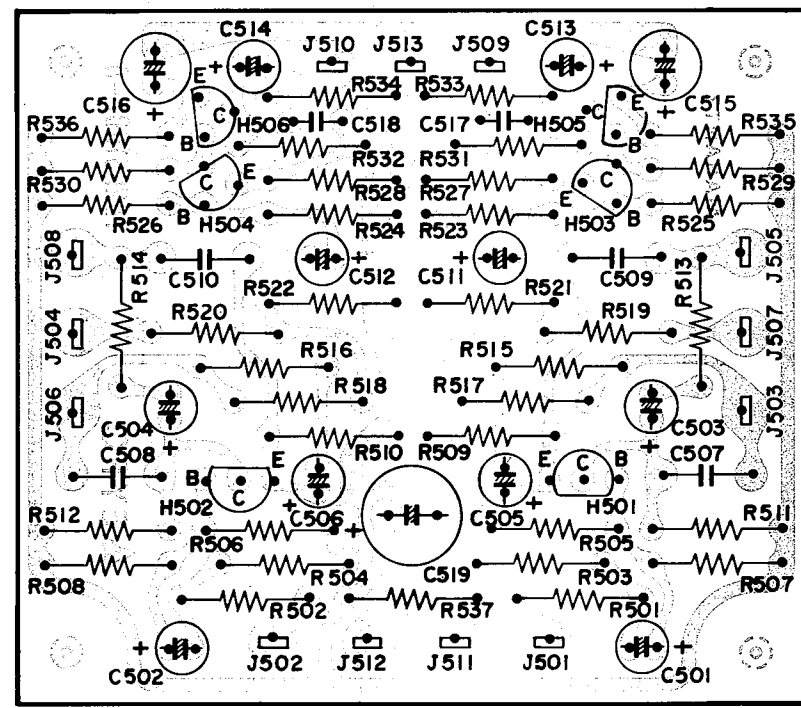 C514 C513
J510 J513 J509
R534 R533
E E
C516 C C515
R536 H506 C518 C517 H505 R535
B B
R532 R531
R530 C E R528 R527 C R529
E
R526 B H504 R524 R523 H503 B R525
J508 R514 C510 C512 C511 C509 R513 J505
R522 R521
J504 R520 R519 J507
R516 R515
J506 R518 R517 J503
C504 C503
C508 R510 R509 C507
B E E C B
C
H502 C506 C505 H501
R512 R506 R505 R511
R508 R504 C519 R503 R507
R502 R537 R501
C502 J502 J512 J511 J501 C501